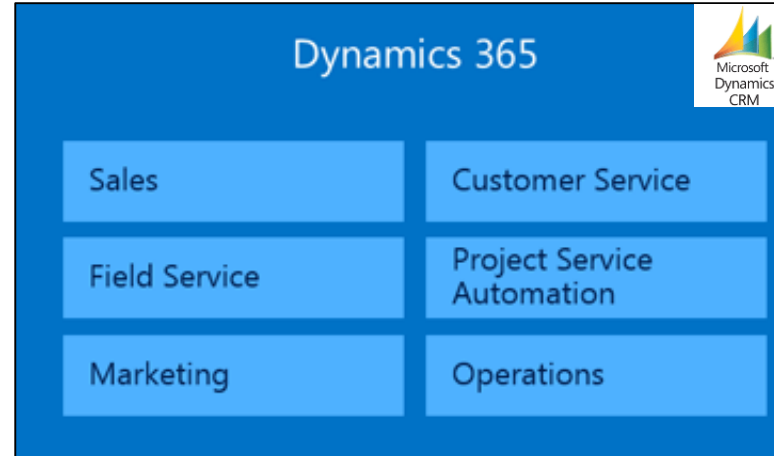 Dynamics 365
Microsoft
Dynamics
CRM
Sales
Customer Service
Field Service
Project Service
Automation
Marketing
Operations